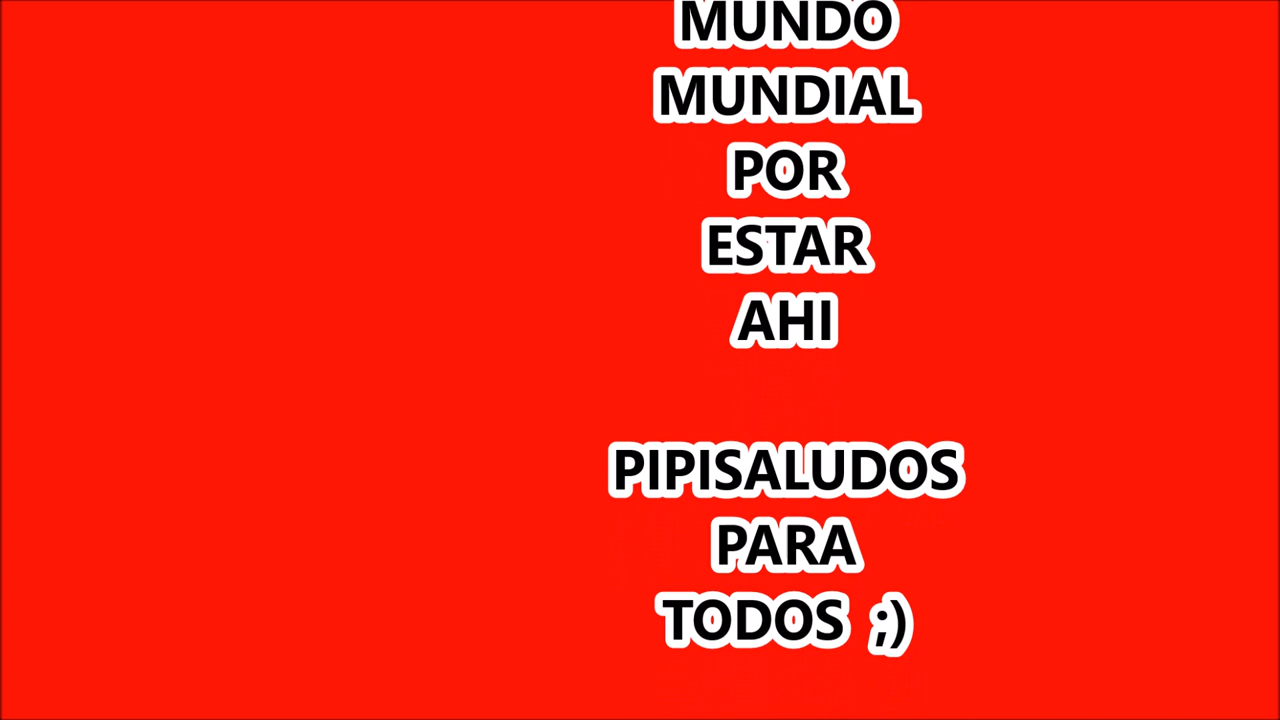 MUNDO
MUNDIAL
POR
ESTAR
AHI
PIPISALUDOS
PARA
TODOS ;)